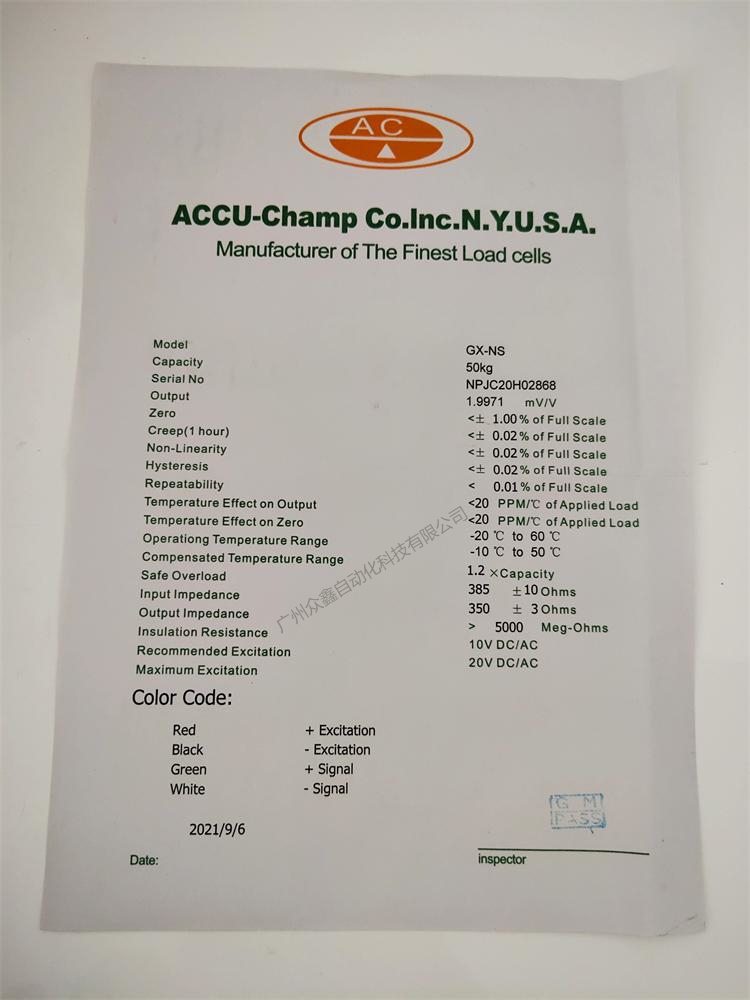 AC
ACCU-Champ Co.Inc.N.Y.U.S.A.
Manufacturer of The Finest Load cells
Model GX-NS
Capacity 50kg
Serial No NPJC20H02868
Output 1.9971 mV/V
Zero <± 1.00 % of Full Scale
Creep(1 hour) <± 0.02 % of Full Scale
Non-Linearity <± 0.02 % of Full Scale
Hysteresis <± 0.02 % of Full Scale
Repeatability < 0.01 % of Full Scale
Temperature Effect on Output <20 PPM/℃ of Applied Load
Temperature Effect on Zero <20 PPM/℃ of Applied Load
Operationg Temperature Range -20 ℃ to 60 ℃
Compensated Temperature Range -10 ℃ to 50 ℃
Safe Overload 1.2 ×Capacity
Input Impedance 385 ±10 Ohms
Output Impedance 350 ± 3 Ohms
Insulation Resistance > 5000 Meg-Ohms
Recommended Excitation 10V DC/AC
Maximum Excitation 20V DC/AC
Color Code:
Red + Excitation
Black - Excitation
Green + Signal
White - Signal
2021/9/6
GM
PASS
Date:
inspector
广州众鑫自动化科技有限公司